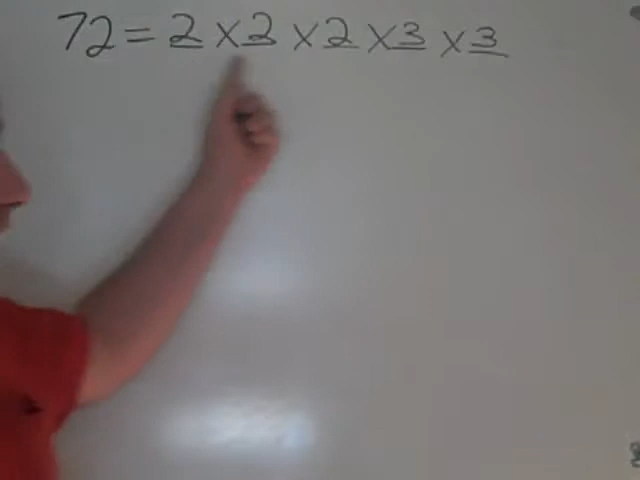 72 = 2 × 2 × 2 × 3 × 3